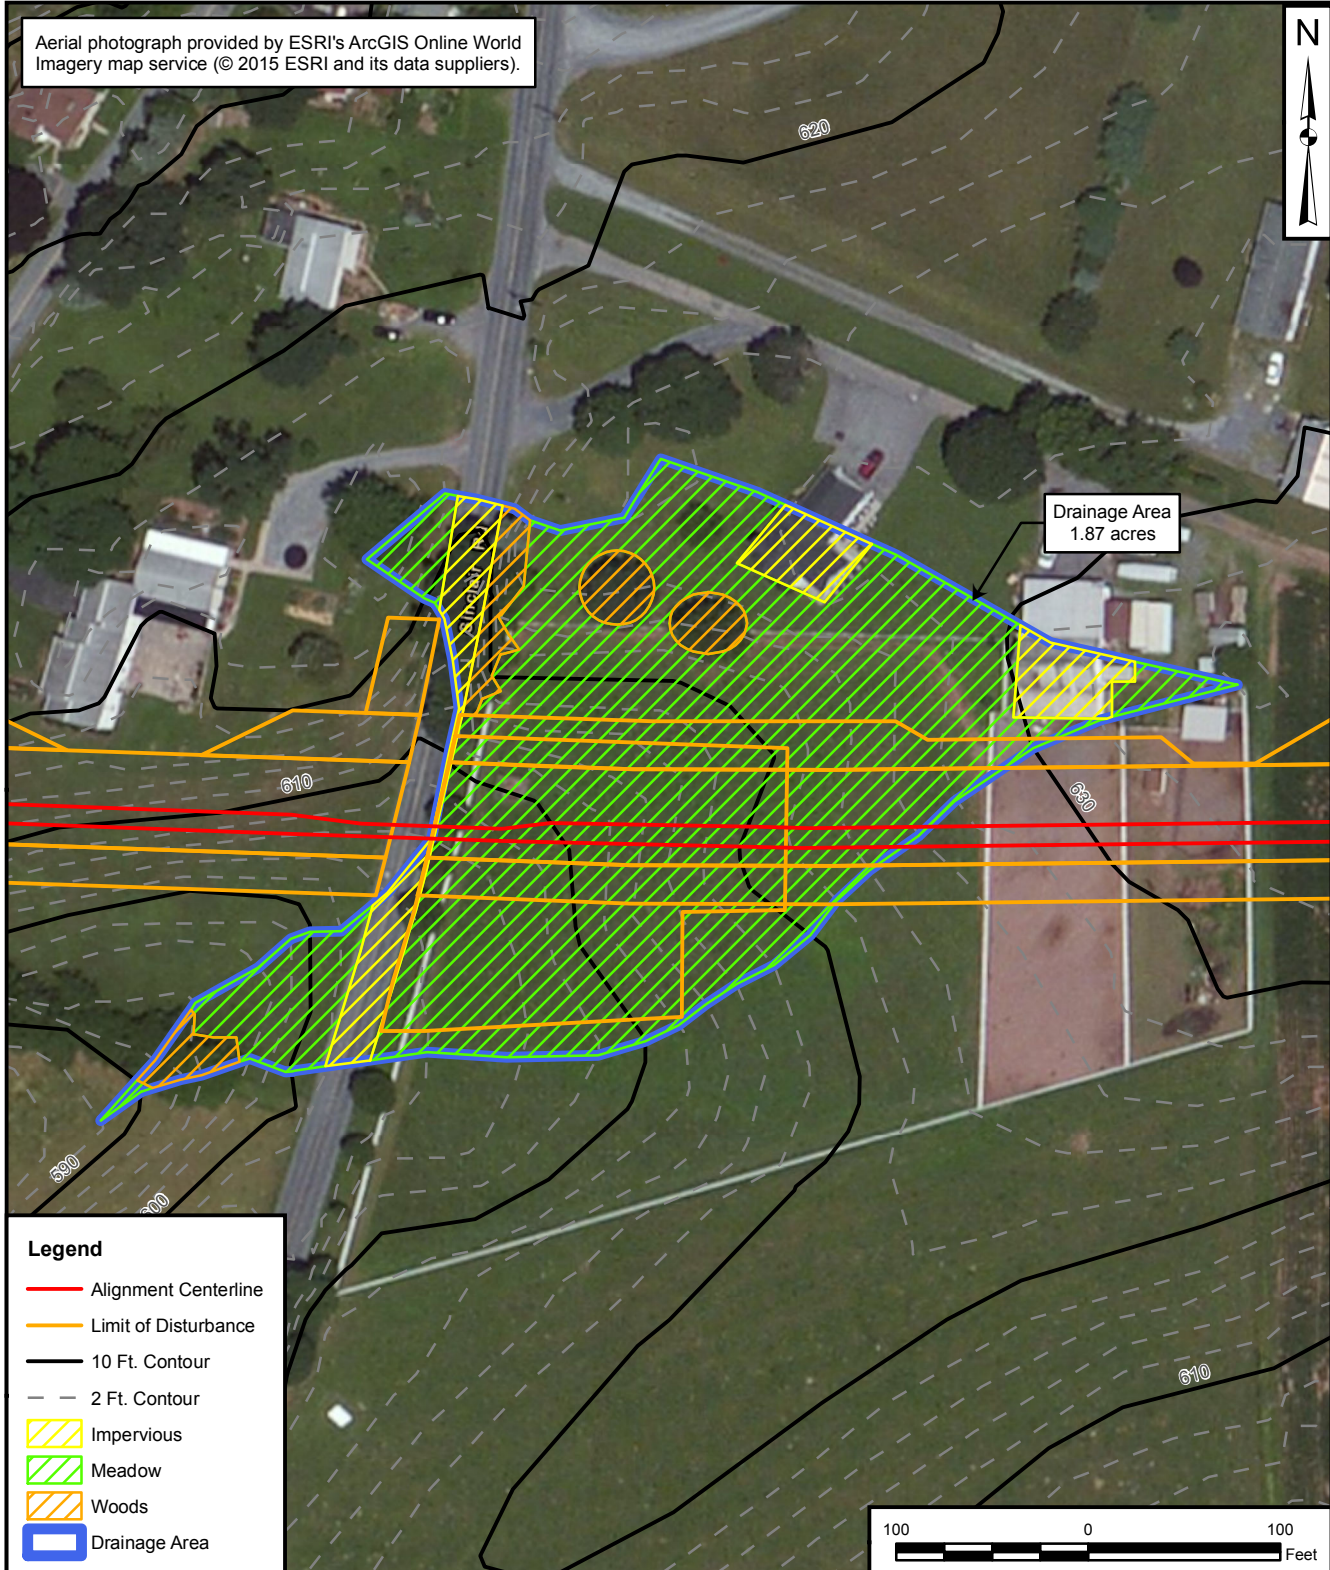 Aerial photograph provided by ESRI's ArcGIS Online World
Imagery map service (© 2015 ESRI and its data suppliers).
N
620
Drainage Area
1.87 acres
Rd
610
630
590
600
610
Legend
Alignment Centerline
Limit of Disturbance
10 Ft. Contour
2 Ft. Contour
Impervious
Meadow
Woods
Drainage Area
100 0 100
Feet